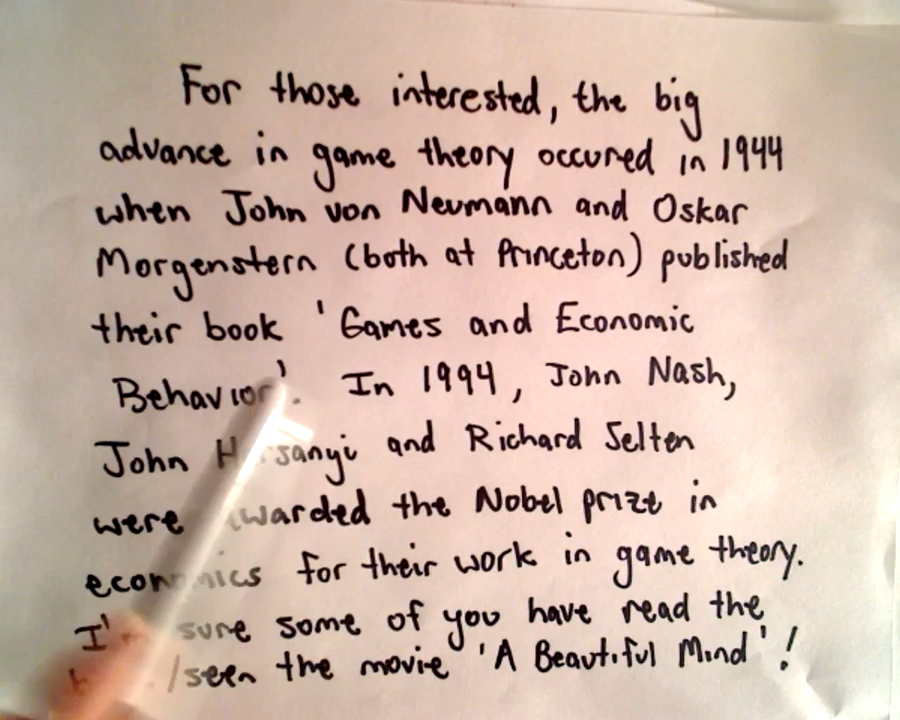 For those interested, the big
advance in game theory occured in 1944
when John von Neumann and Oskar
Morgenstern (both at Princeton) published
their book 'Games and Economic
Behavior'. In 1994, John Nash,
John Harsanyi and Richard Selten
were awarded the Nobel prize in
economics for their work in game theory.
I'm sure some of you have read the
/seen the movie 'A Beautiful Mind'!